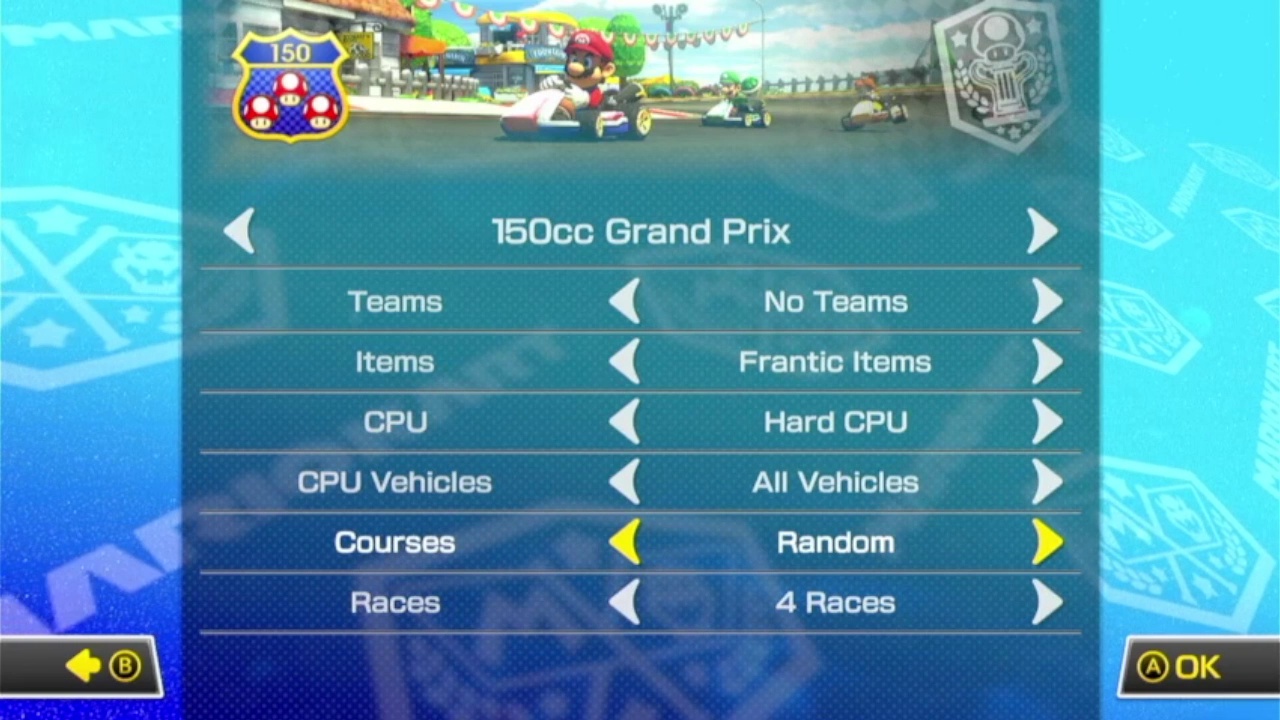 150
150cc Grand Prix
Teams No Teams
Items Frantic Items
CPU Hard CPU
CPU Vehicles All Vehicles
Courses Random
Races 4 Races
B
A OK
MARIOKART